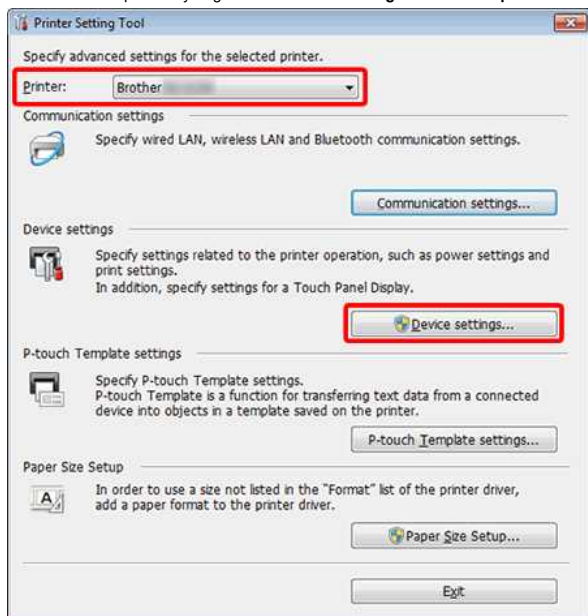 Printer Setting Tool
Specify advanced settings for the selected printer.
Printer: Brother
Communication settings
Specify wired LAN, wireless LAN and Bluetooth communication settings.
Communication settings...
Device settings
Specify settings related to the printer operation, such as power settings and
print settings.
In addition, specify settings for a Touch Panel Display.
Device settings...
P-touch Template settings
Specify P-touch Template settings.
P-touch Template is a function for transferring text data from a connected
device into objects in a template saved on the printer.
P-touch Template settings...
Paper Size Setup
A
In order to use a size not listed in the "Format" list of the printer driver,
add a paper format to the printer driver.
Paper Size Setup...
Exit